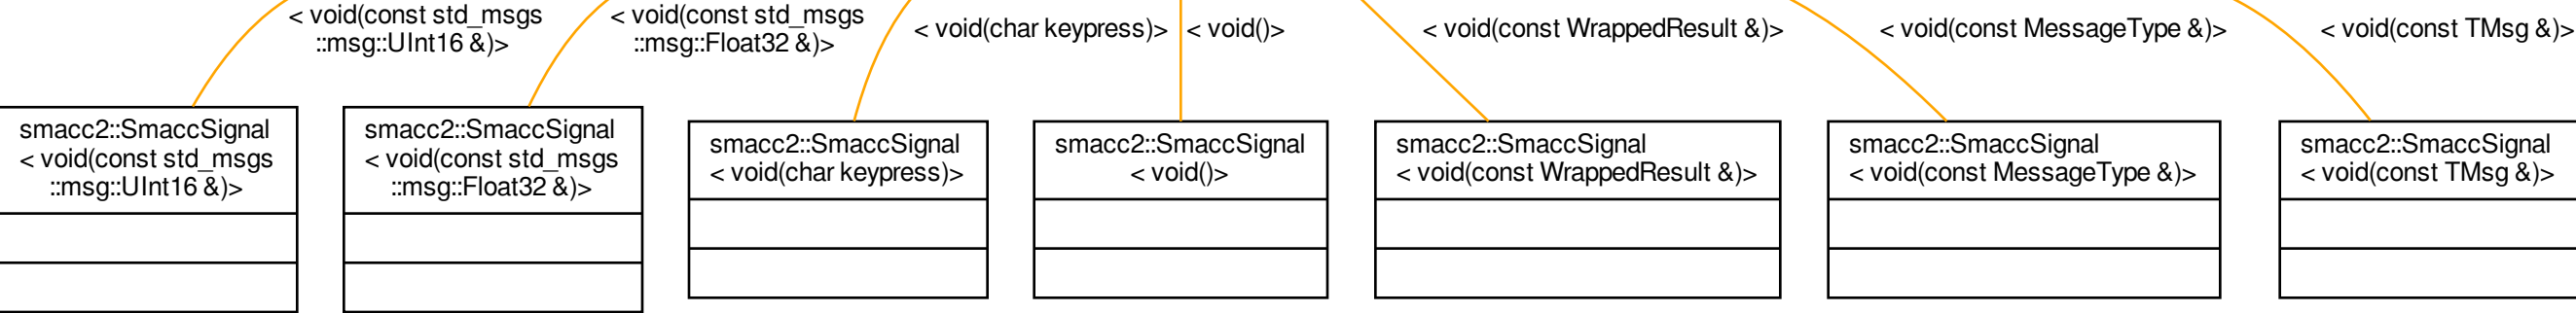 < void(const std_msgs
::msg::UInt16 &)>
< void(const std_msgs
::msg::Float32 &)>
< void(char keypress)>
< void()>
< void(const WrappedResult &)>
< void(const MessageType &)>
< void(const TMsg &)>
smacc2::SmaccSignal
< void(const std_msgs
::msg::UInt16 &)>
smacc2::SmaccSignal
< void(const std_msgs
::msg::Float32 &)>
smacc2::SmaccSignal
< void(char keypress)>
smacc2::SmaccSignal
< void()>
smacc2::SmaccSignal
< void(const WrappedResult &)>
smacc2::SmaccSignal
< void(const MessageType &)>
smacc2::SmaccSignal
< void(const TMsg &)>